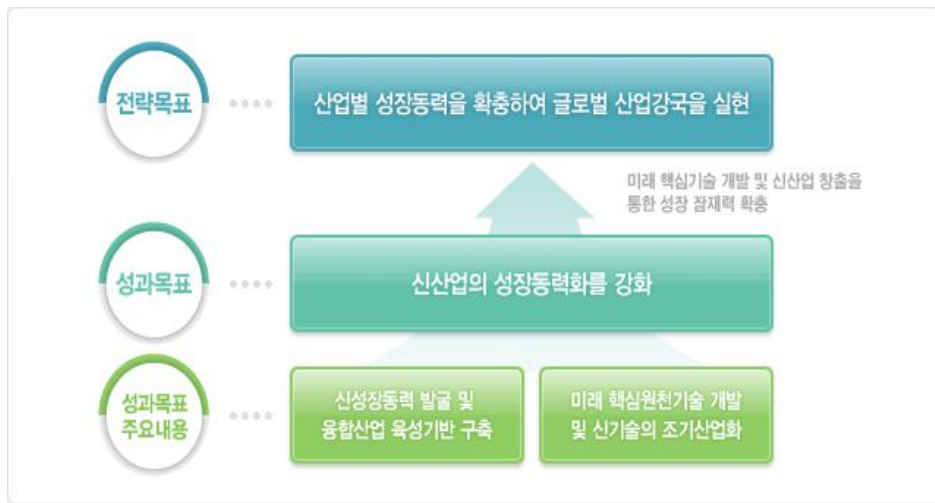 전략목표
산업별 성장동력을 확충하여 글로벌 산업강국을 실현
미래 핵심기술 개발 및 신산업 창출을
통한 성장 잠재력 확충
성과목표
신산업의 성장동력화를 강화
성과목표
주요내용
신성장동력 발굴 및
융합산업 육성기반 구축
미래 핵심원천기술 개발
및 신기술의 조기산업화